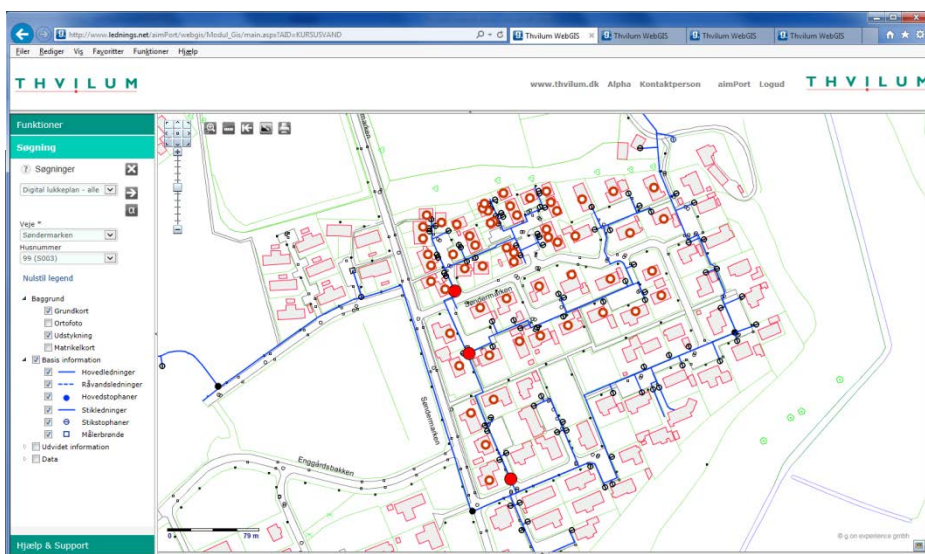 http://www.lednings.net/aimPort/webgis/Modul_Gis/main.aspx?AID=KURSUSVAND
Thvilum WebGIS
Thvilum WebGIS
Thvilum WebGIS
Thvilum WebGIS
Filer Rediger Vis Favoritter Funktioner Hjælp
THVILUM
www.thvilum.dk Alpha Kontaktperson aimPort Logud
THVILUM
Funktioner
Søgning
? Søgninger
Digital lukkeplan - alle
α
Veje *
Søndermarken
Husnummer
99 (S003)
Nulstil legend
Baggrund
Grundkort
Ortofoto
Udstykning
Matrikelkort
Basis information
Hovedledninger
Råvandsledninger
Hovedstophaner
Stikledninger
Stikstophaner
Målerbrønde
Udvidet information
Data
Hjælp & Support
marken
Søndermarken
Søndermarken
Enggårdsbakken
0 79 m
© g.on experience gmbh